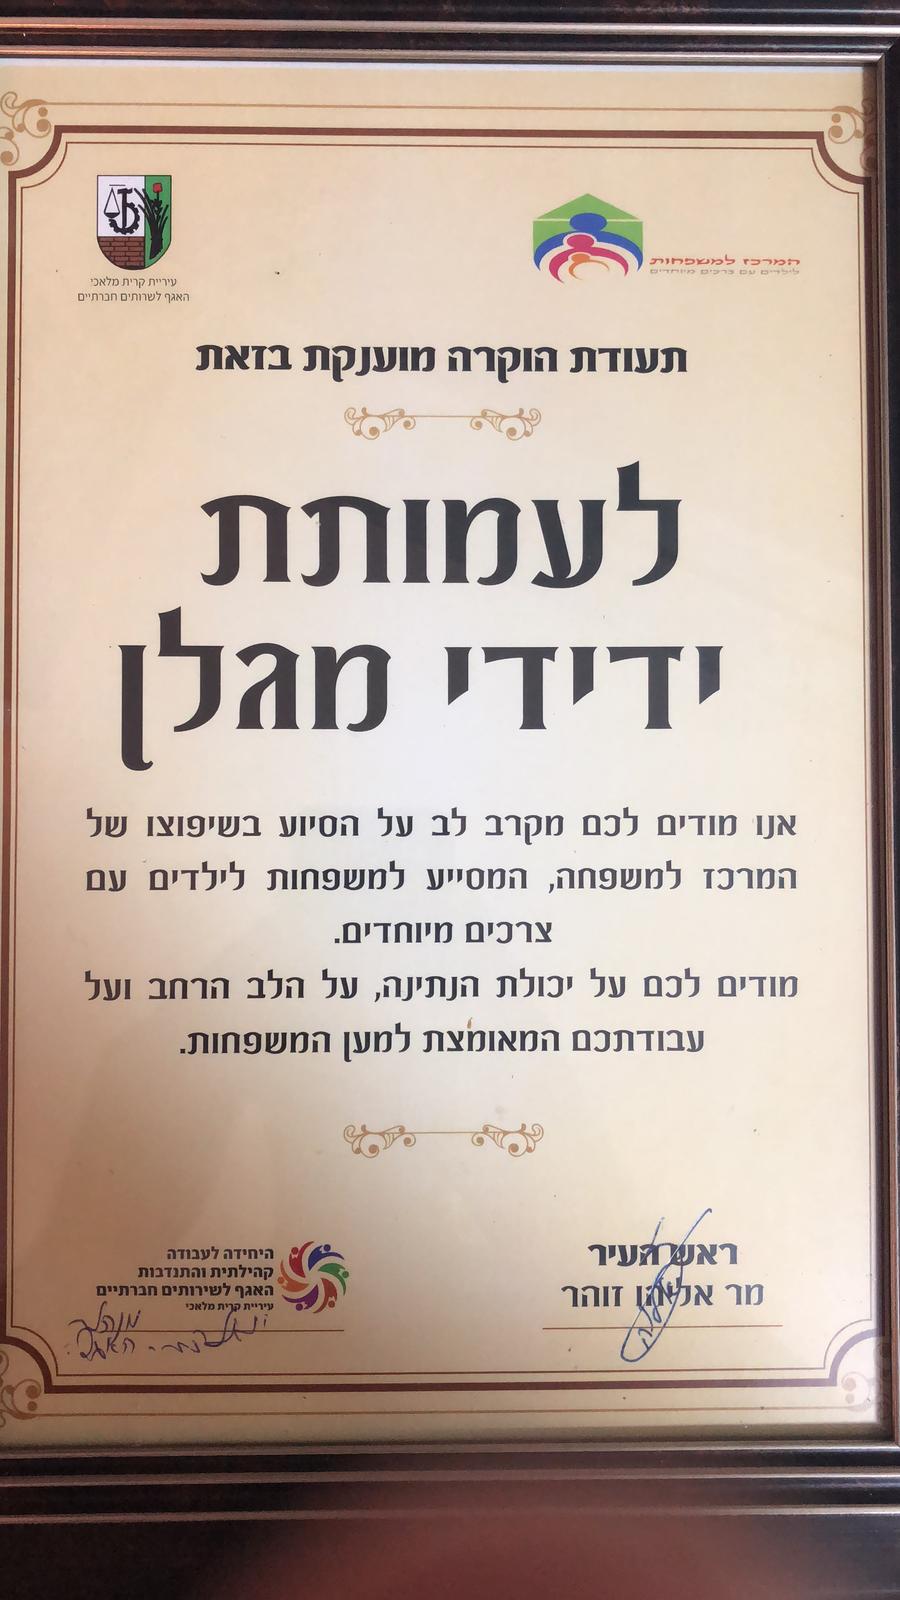 המרכז למשפחות
לילדים עם צרכים מיוחדים
עיריית קרית מלאכי
האגף לשרותים חברתיים
תעודת הוקרה מוענקת בזאת
לעמותת
ידידי מגלן
אנו מודים לכם מקרב לב על הסיוע בשיפוצו של
המרכז למשפחה, המסייע למשפחות לילדים עם
צרכים מיוחדים.
מודים לכם על יכולת הנתינה, על הלב הרחב ועל
עבודתכם המאומצת למען המשפחות.
ראש העיר
מר אליהו זוהר
היחידה לעבודה
קהילתית והתנדבות
האגף לשירותים חברתיים
עיריית קרית מלאכי
מנהלת
האגף